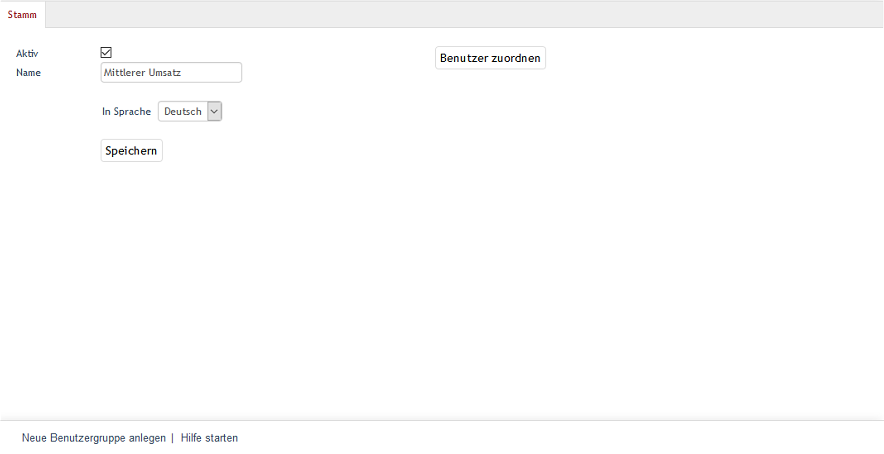 Stamm
Aktiv
Benutzer zuordnen
Name Mittlerer Umsatz
In Sprache Deutsch
Speichern
Neue Benutzergruppe anlegen | Hilfe starten